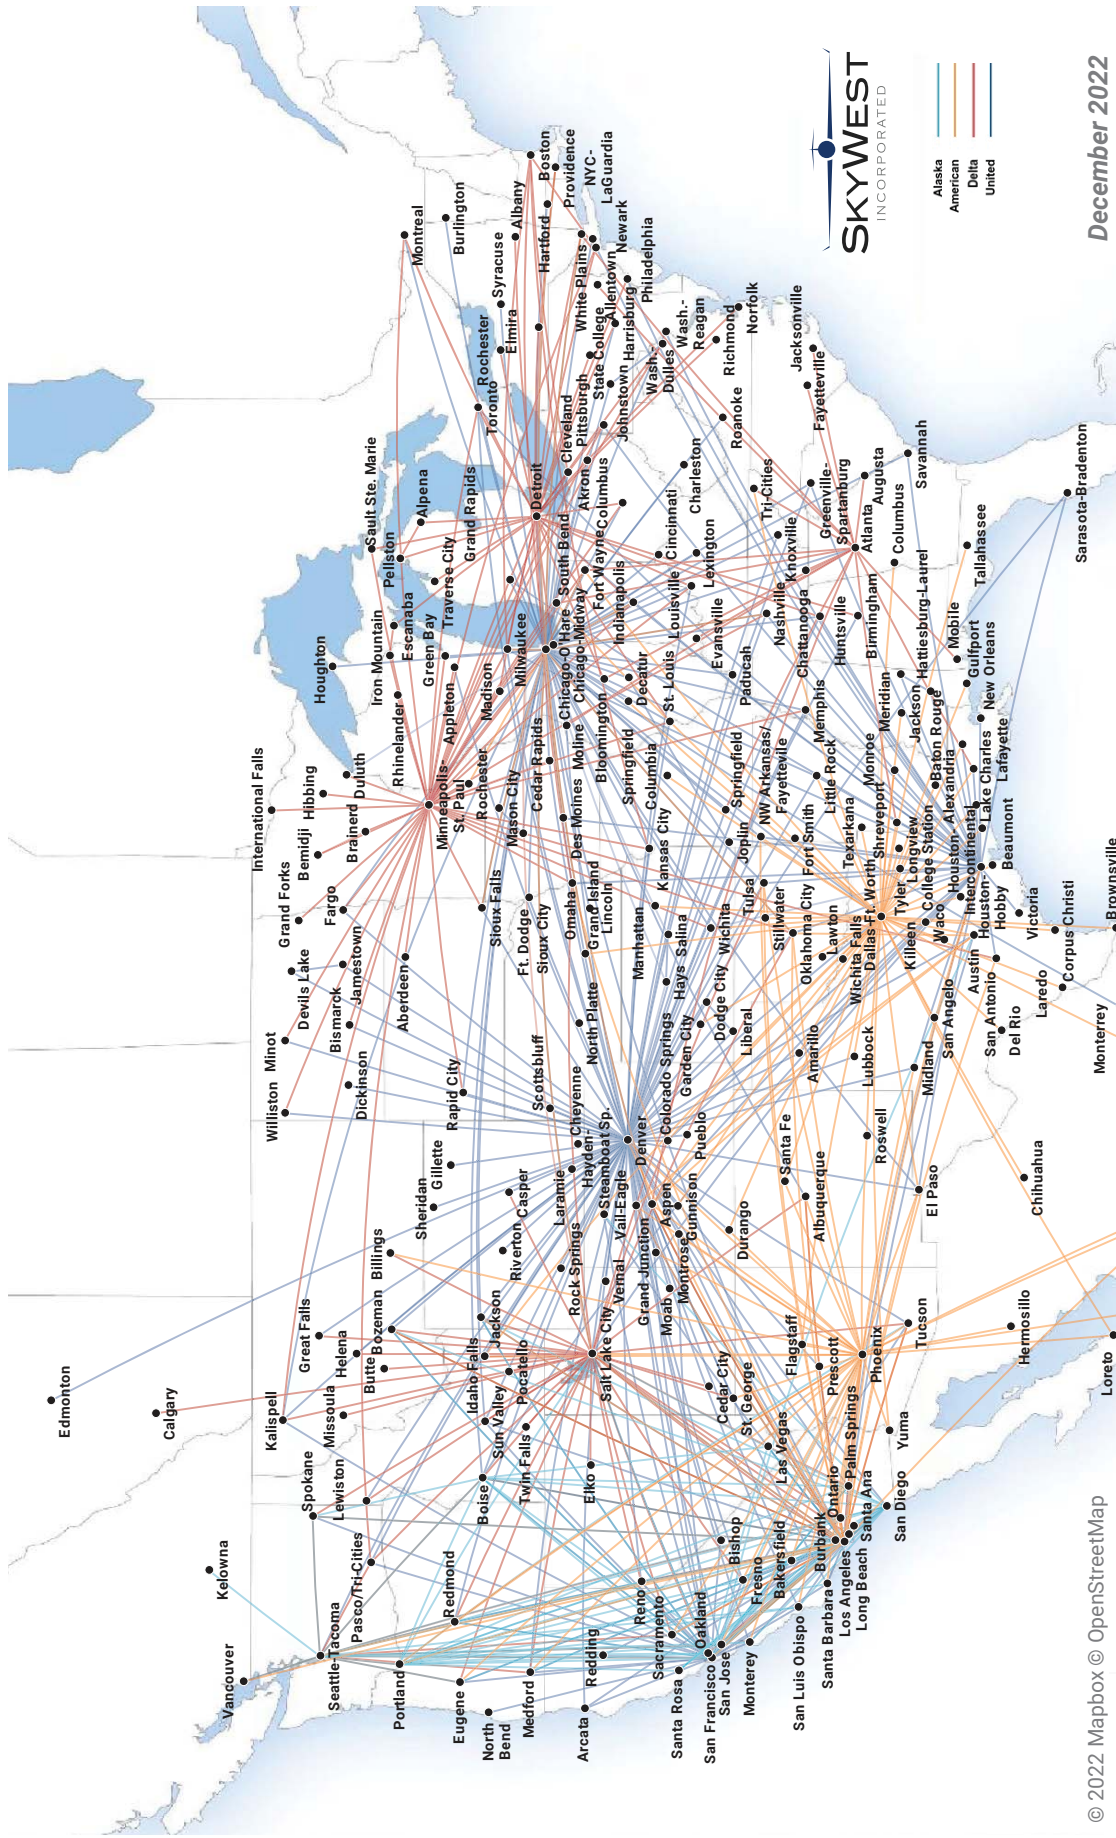 Edmonton
Calgary
Kelowna
Vancouver
Seattle-Tacoma
Spokane
Kalispell
Lewiston
Missoula
Great Falls
Helena
Butte
Bozeman
Billings
Pasco/Tri-Cities
Portland
Redmond
Eugene
North
Bend
Medford
Boise
Sun Valley
Idaho Falls
Jackson
Pocatello
Twin Falls
Sheridan
Gillette
Riverton
Casper
Arcata
Redding
Elko
Salt Lake City
Rock Springs
Vernal
Laramie
Cheyenne
Hayden-
Steamboat Sp.
Vail-Eagle
Denver
Grand Junction
Aspen
Gunnison
Montrose
Moab
Colorado Springs
Pueblo
Durango
Reno
Sacramento
Santa Rosa
Oakland
San Francisco
San Jose
Monterey
Fresno
Bishop
Bakersfield
San Luis Obispo
Santa Barbara
Burbank
Los Angeles
Long Beach
Ontario
Santa Ana
Palm Springs
San Diego
Las Vegas
St. George
Cedar City
Flagstaff
Prescott
Phoenix
Yuma
Tucson
Hermosillo
Loreto
Chihuahua
Santa Fe
Albuquerque
Roswell
El Paso
Williston
Minot
Devils Lake
Grand Forks
Dickinson
Bismarck
Jamestown
Fargo
Aberdeen
Rapid City
Sioux Falls
Scottsbluff
North Platte
Grand Island
Lincoln
Omaha
Sioux City
Ft. Dodge
Mason City
Des Moines
Cedar Rapids
Moline
International Falls
Hibbing
Bemidji
Brainerd
Duluth
Minneapolis-
St. Paul
Rochester
Houghton
Iron Mountain
Escanaba
Rhinelander
Green Bay
Appleton
Madison
Milwaukee
Chicago-O'Hare
Chicago-Midway
Sault Ste. Marie
Pellston
Alpena
Traverse City
Grand Rapids
Detroit
South Bend
Fort Wayne
Indianapolis
Bloomington
Springfield
Decatur
St. Louis
Columbia
Kansas City
Manhattan
Salina
Hays
Wichita
Dodge City
Garden City
Liberal
Joplin
Springfield
NW Arkansas/
Fayetteville
Tulsa
Stillwater
Oklahoma City
Lawton
Wichita Falls
Fort Smith
Little Rock
Memphis
Amarillo
Lubbock
Midland
San Angelo
Dallas-Ft. Worth
Texarkana
Shreveport
Longview
Tyler
Monroe
Killeen
Waco
College Station
Austin
San Antonio
Del Rio
Laredo
Corpus Christi
Victoria
Brownsville
Monterrey
Houston-
Intercontinental
Houston-
Hobby
Beaumont
Lake Charles
Lafayette
Alexandria
Baton Rouge
New Orleans
Gulfport
Mobile
Hattiesburg-Laurel
Jackson
Meridian
Birmingham
Huntsville
Chattanooga
Nashville
Knoxville
Paducah
Evansville
Louisville
Lexington
Cincinnati
Columbus
Charleston
Tri-Cities
Greenville-
Spartanburg
Atlanta
Augusta
Columbus
Savannah
Tallahassee
Sarasota-Bradenton
Jacksonville
Fayetteville
Roanoke
Richmond
Norfolk
Wash.-
Reagan
Wash.-
Dulles
Johnstown
Pittsburgh
State College
Harrisburg
Allentown
Philadelphia
Newark
White Plains
NYC-
LaGuardia
Hartford
Providence
Boston
Albany
Syracuse
Elmira
Rochester
Toronto
Cleveland
Akron
Burlington
Montreal
SKYWEST
INCORPORATED
Alaska
American
Delta
United
December 2022
© 2022 Mapbox © OpenStreetMap